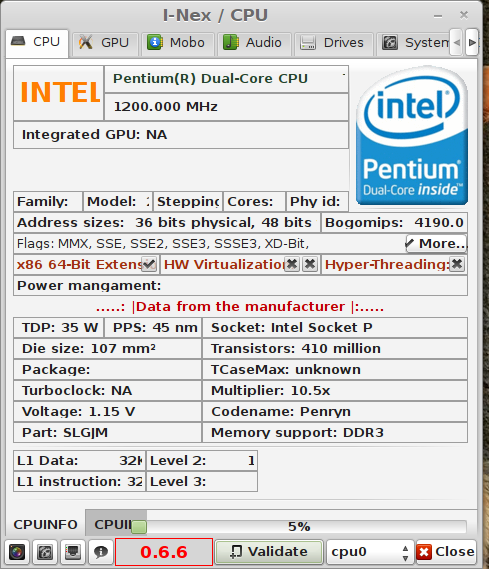 I-Nex / CPU
CPU GPU Mobo Audio Drives System
INTEL
Pentium(R) Dual-Core CPU
1200.000 MHz
Integrated GPU: NA
intel
Pentium®
Dual-Core inside™
Family: Model: Stepping Cores: Phy id:
Address sizes: 36 bits physical, 48 bits Bogomips: 4190.0
Flags: MMX, SSE, SSE2, SSE3, SSSE3, XD-Bit, More..
x86 64-Bit Extens HW Virtualizatio Hyper-Threading:
Power mangament:
.....: |Data from the manufacturer |:.....
TDP: 35 W PPS: 45 nm Socket: Intel Socket P
Die size: 107 mm² Transistors: 410 million
Package: TCaseMax: unknown
Turboclock: NA Multiplier: 10.5x
Voltage: 1.15 V Codename: Penryn
Part: SLGJM Memory support: DDR3
L1 Data: 32K Level 2: 1
L1 instruction: 32 Level 3:
CPUINFO CPUII 5%
0.6.6 Validate cpu0 Close